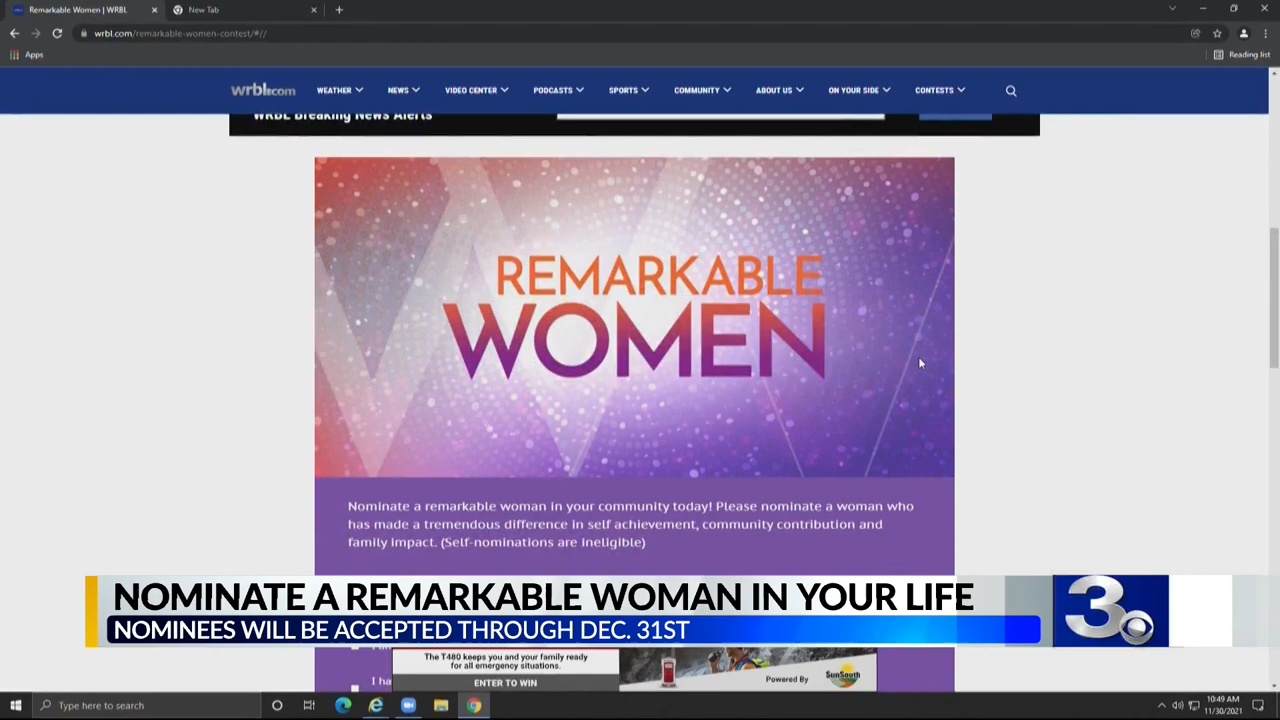 Remarkable Women | WRBL
New Tab
wrbl.com/remarkable-women-contest/#//
Apps
Reading list
wrbl.com
WEATHER
NEWS
VIDEO CENTER
PODCASTS
SPORTS
COMMUNITY
ABOUT US
ON YOUR SIDE
CONTESTS
WRBL Breaking News Alerts
REMARKABLE
WOMEN
Nominate a remarkable woman in your community today! Please nominate a woman who
has made a tremendous difference in self achievement, community contribution and
family impact. (Self-nominations are ineligible)
NOMINATE A REMARKABLE WOMAN IN YOUR LIFE
NOMINEES WILL BE ACCEPTED THROUGH DEC. 31ST
3
The T480 keeps you and your family ready
for all emergency situations.
ENTER TO WIN
Powered By
SunSouth
I ha
Type here to search
10:49 AM
11/30/2021